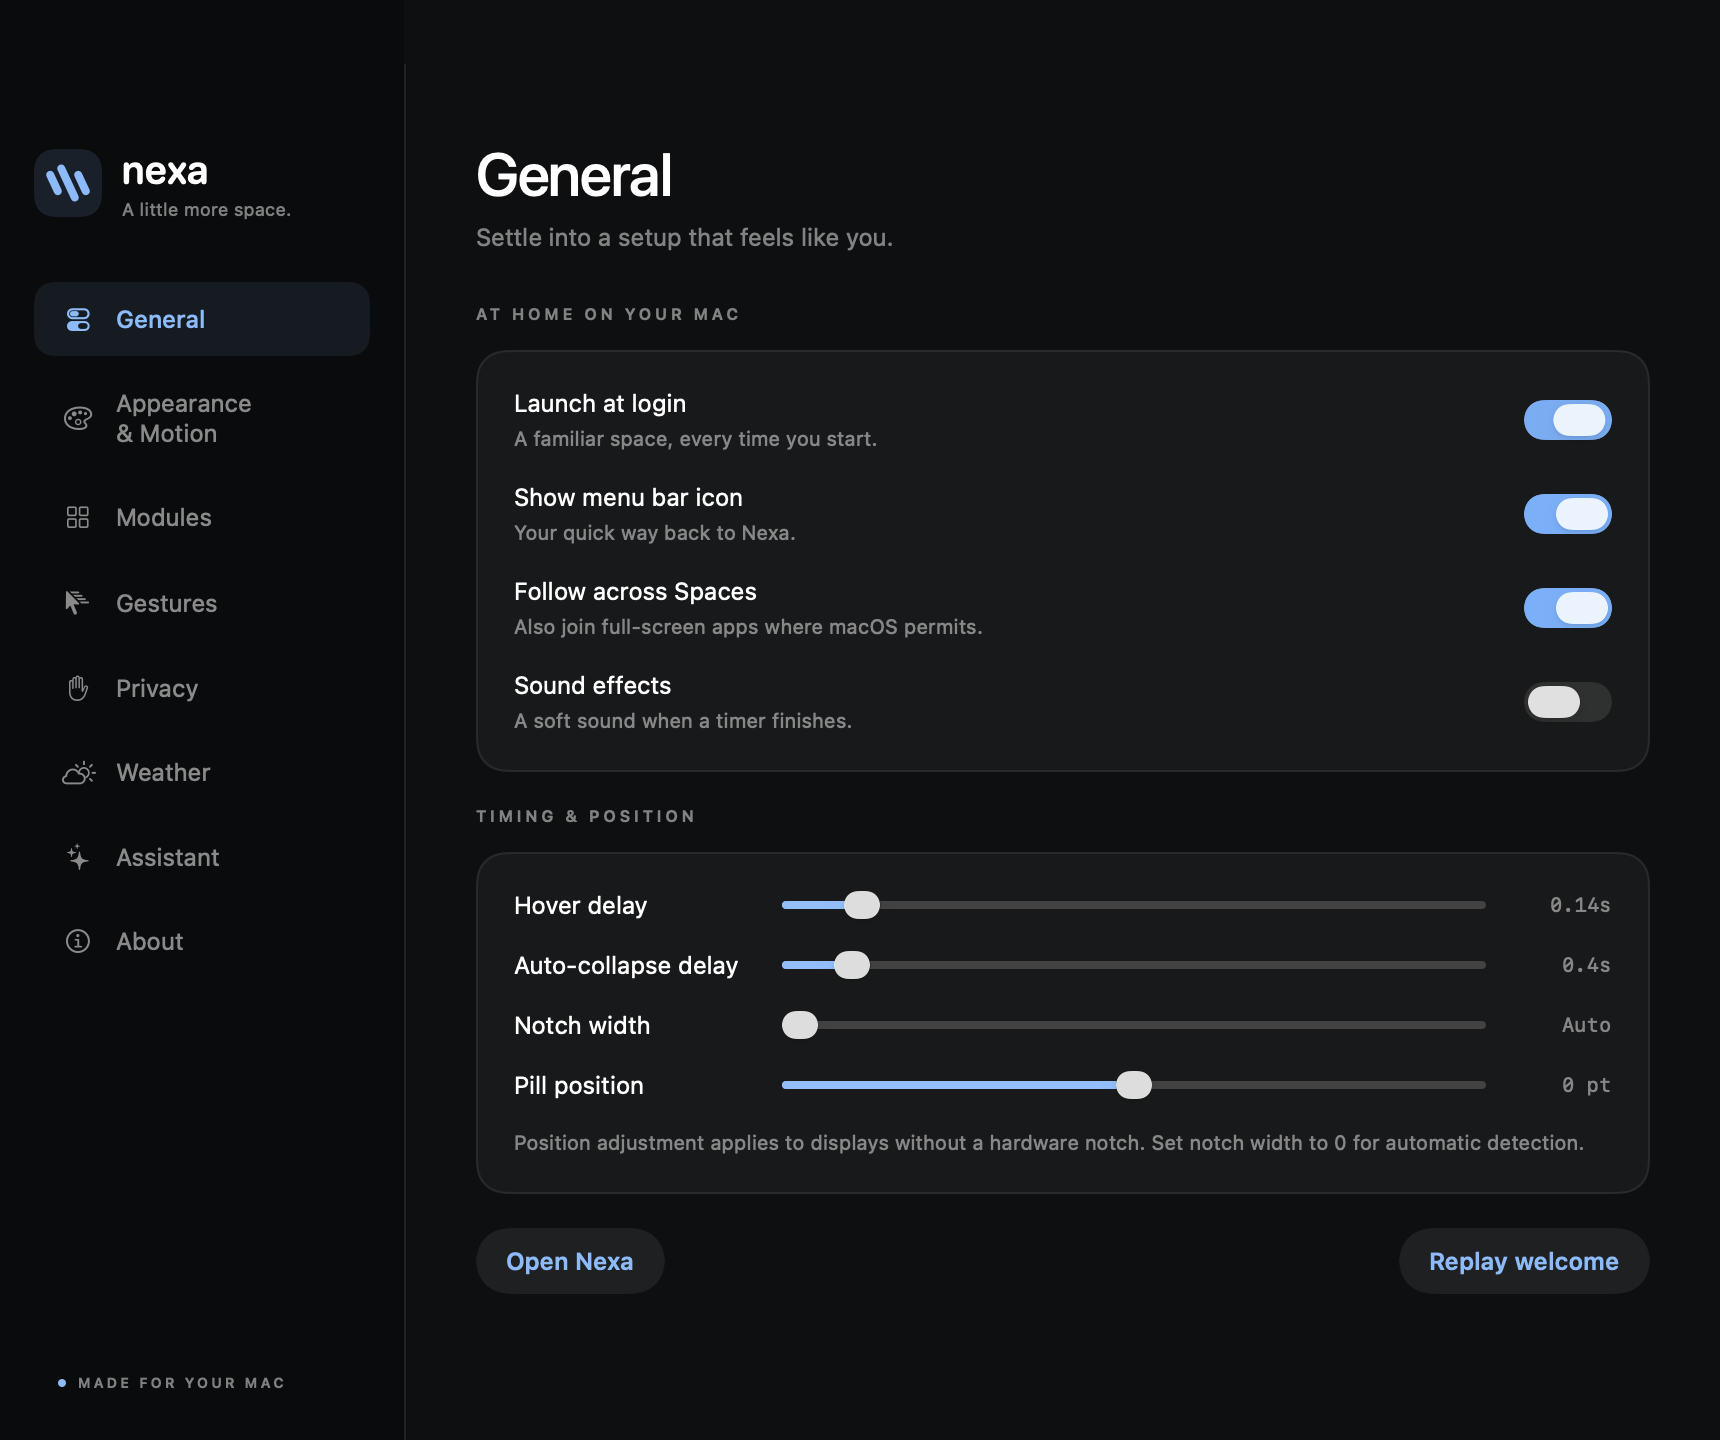 nexa
A little more space.
General
Appearance
& Motion
Modules
Gestures
Privacy
Weather
Assistant
About
MADE FOR YOUR MAC
General
Settle into a setup that feels like you.
AT HOME ON YOUR MAC
Launch at login
A familiar space, every time you start.
Show menu bar icon
Your quick way back to Nexa.
Follow across Spaces
Also join full-screen apps where macOS permits.
Sound effects
A soft sound when a timer finishes.
TIMING & POSITION
Hover delay 0.14s
Auto-collapse delay 0.4s
Notch width Auto
Pill position 0 pt
Position adjustment applies to displays without a hardware notch. Set notch width to 0 for automatic detection.
Open Nexa Replay welcome